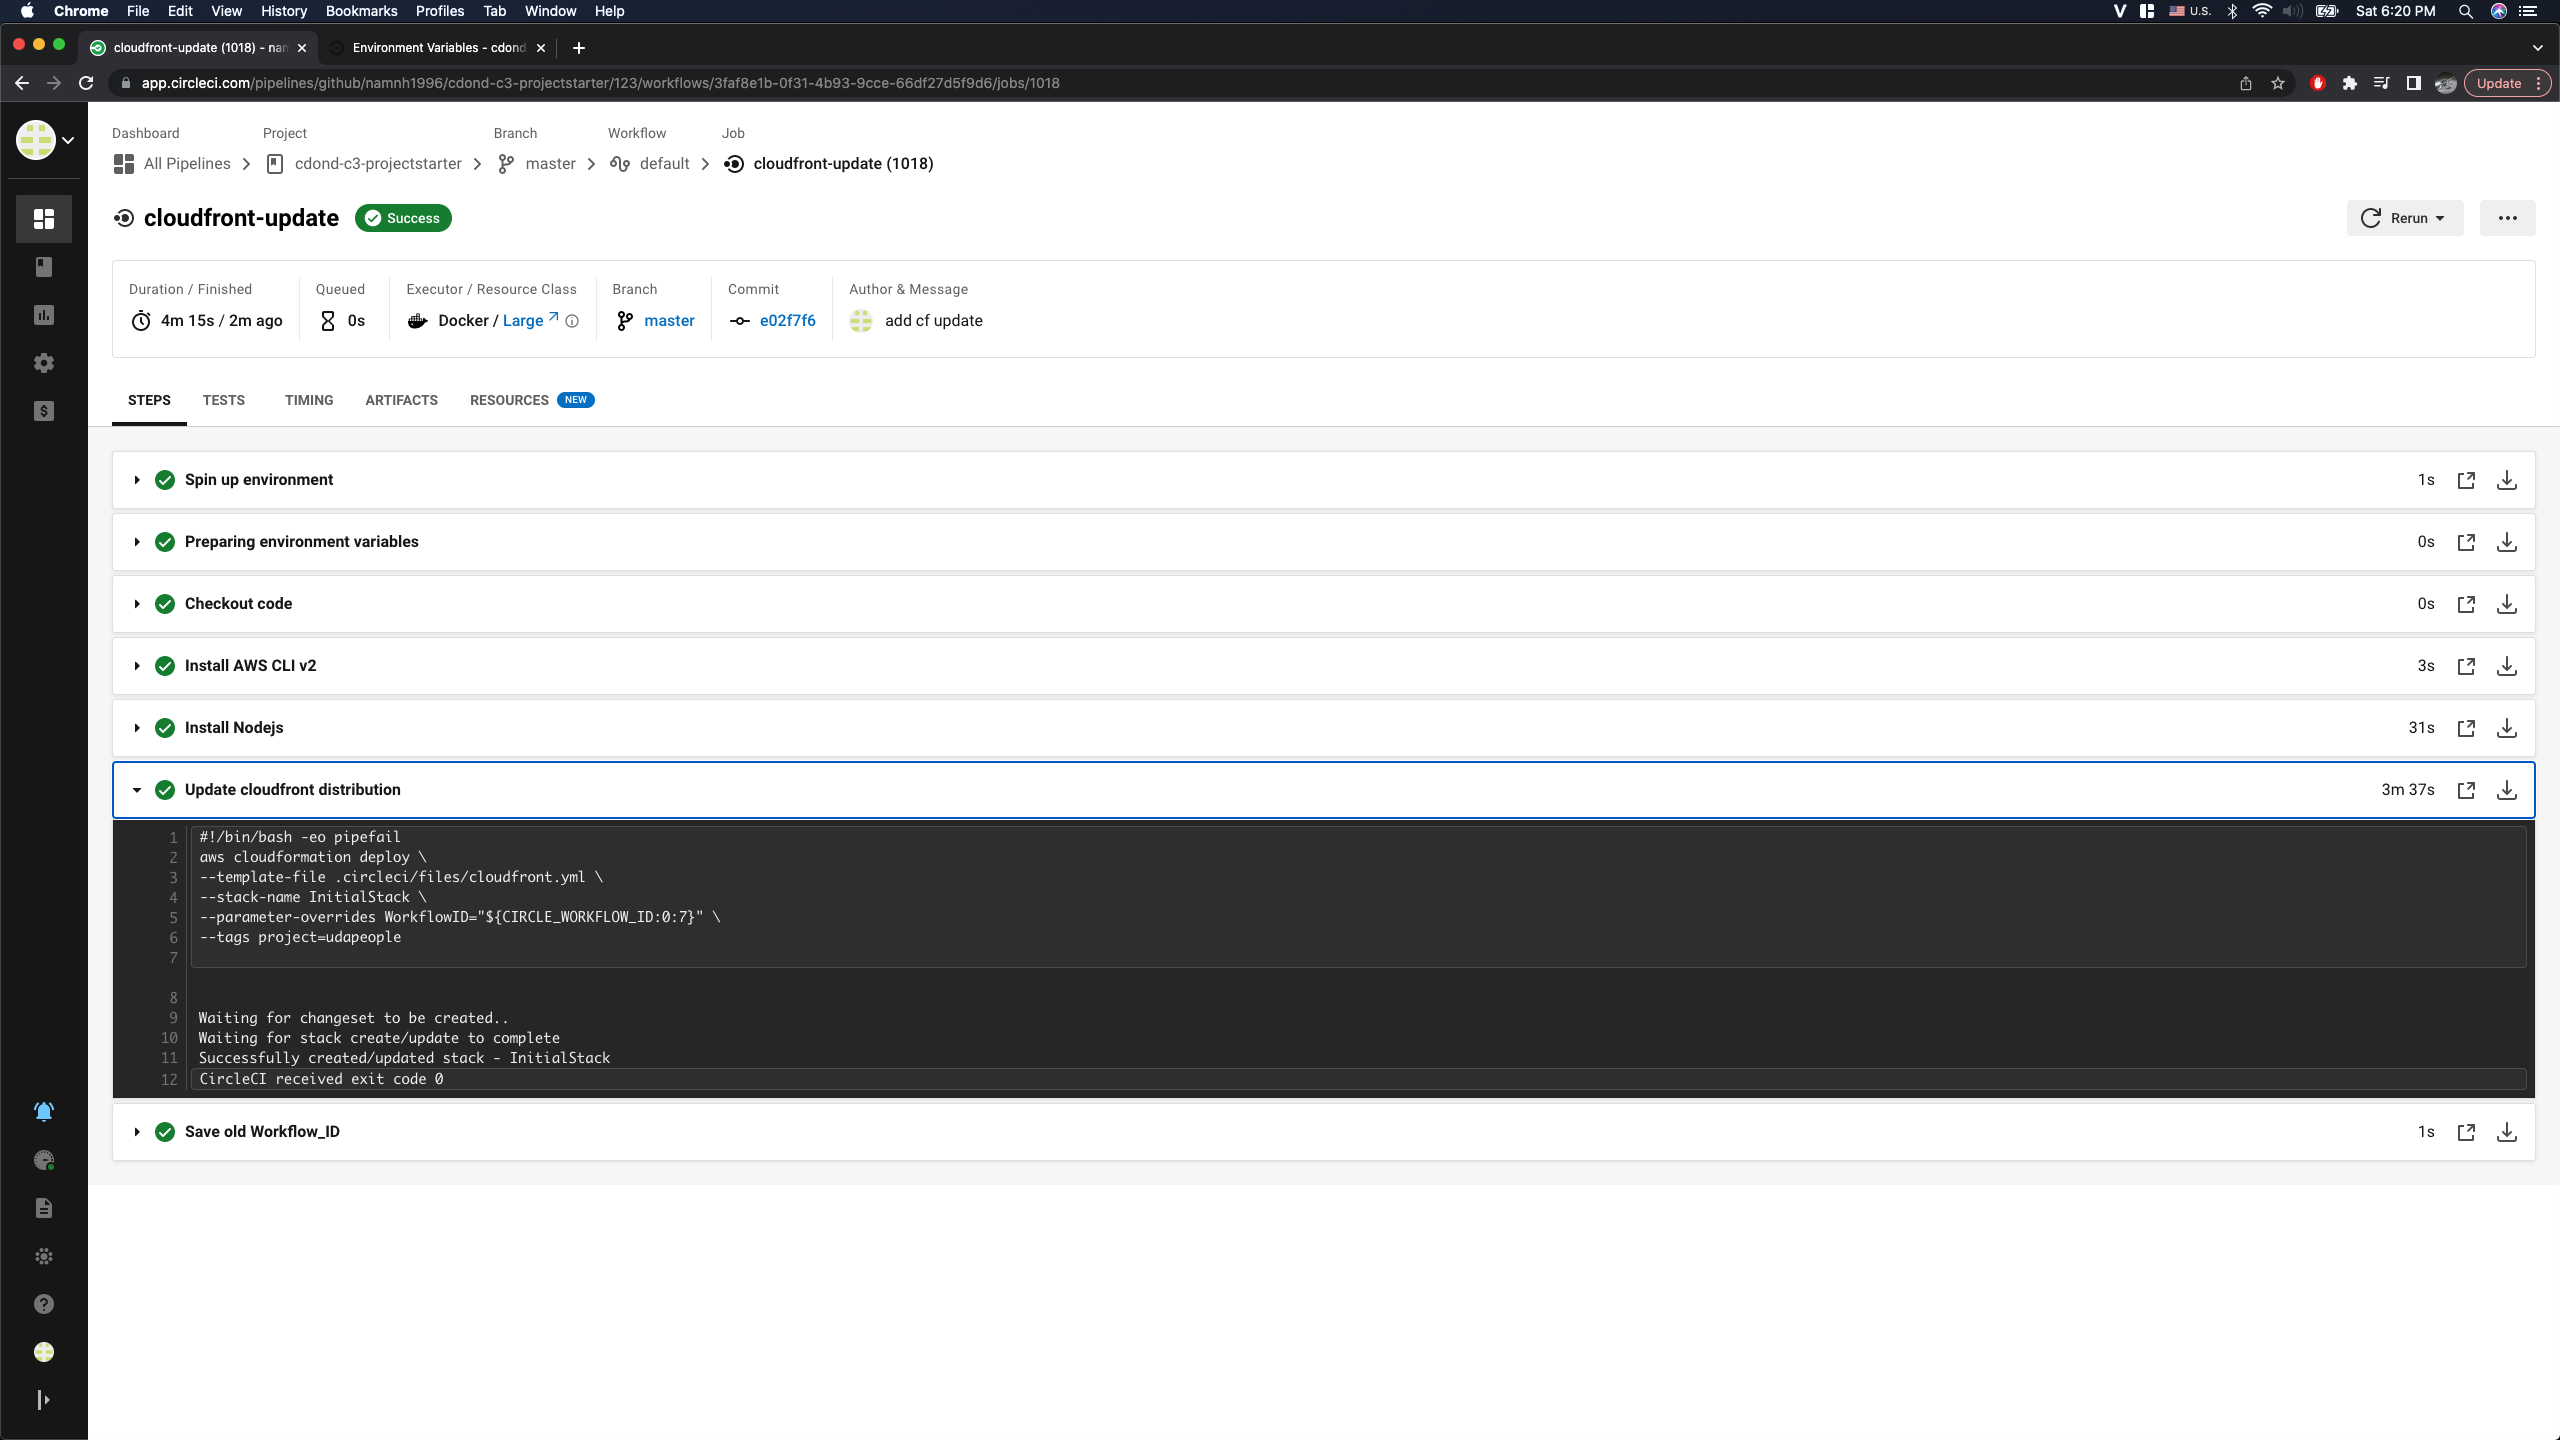 Chrome File Edit View History Bookmarks Profiles Tab Window Help
U.S. Sat 6:20 PM
cloudfront-update (1018) - nam
Environment Variables - cdond
app.circleci.com/pipelines/github/namnh1996/cdond-c3-projectstarter/123/workflows/3faf8e1b-0f31-4b93-9cce-66df27d5f9d6/jobs/1018
Update
Dashboard Project Branch Workflow Job
All Pipelines cdond-c3-projectstarter master default cloudfront-update (1018)
cloudfront-update Success
Rerun
Duration / Finished Queued Executor / Resource Class Branch Commit Author & Message
4m 15s / 2m ago 0s Docker / Large master e02f7f6 add cf update
STEPS TESTS TIMING ARTIFACTS RESOURCES NEW
Spin up environment 1s
Preparing environment variables 0s
Checkout code 0s
Install AWS CLI v2 3s
Install Nodejs 31s
Update cloudfront distribution 3m 37s
1 #!/bin/bash -eo pipefail
2 aws cloudformation deploy \
3 --template-file .circleci/files/cloudfront.yml \
4 --stack-name InitialStack \
5 --parameter-overrides WorkflowID="${CIRCLE_WORKFLOW_ID:0:7}" \
6 --tags project=udapeople
7
8
9 Waiting for changeset to be created..
10 Waiting for stack create/update to complete
11 Successfully created/updated stack - InitialStack
12 CircleCI received exit code 0
Save old Workflow_ID 1s